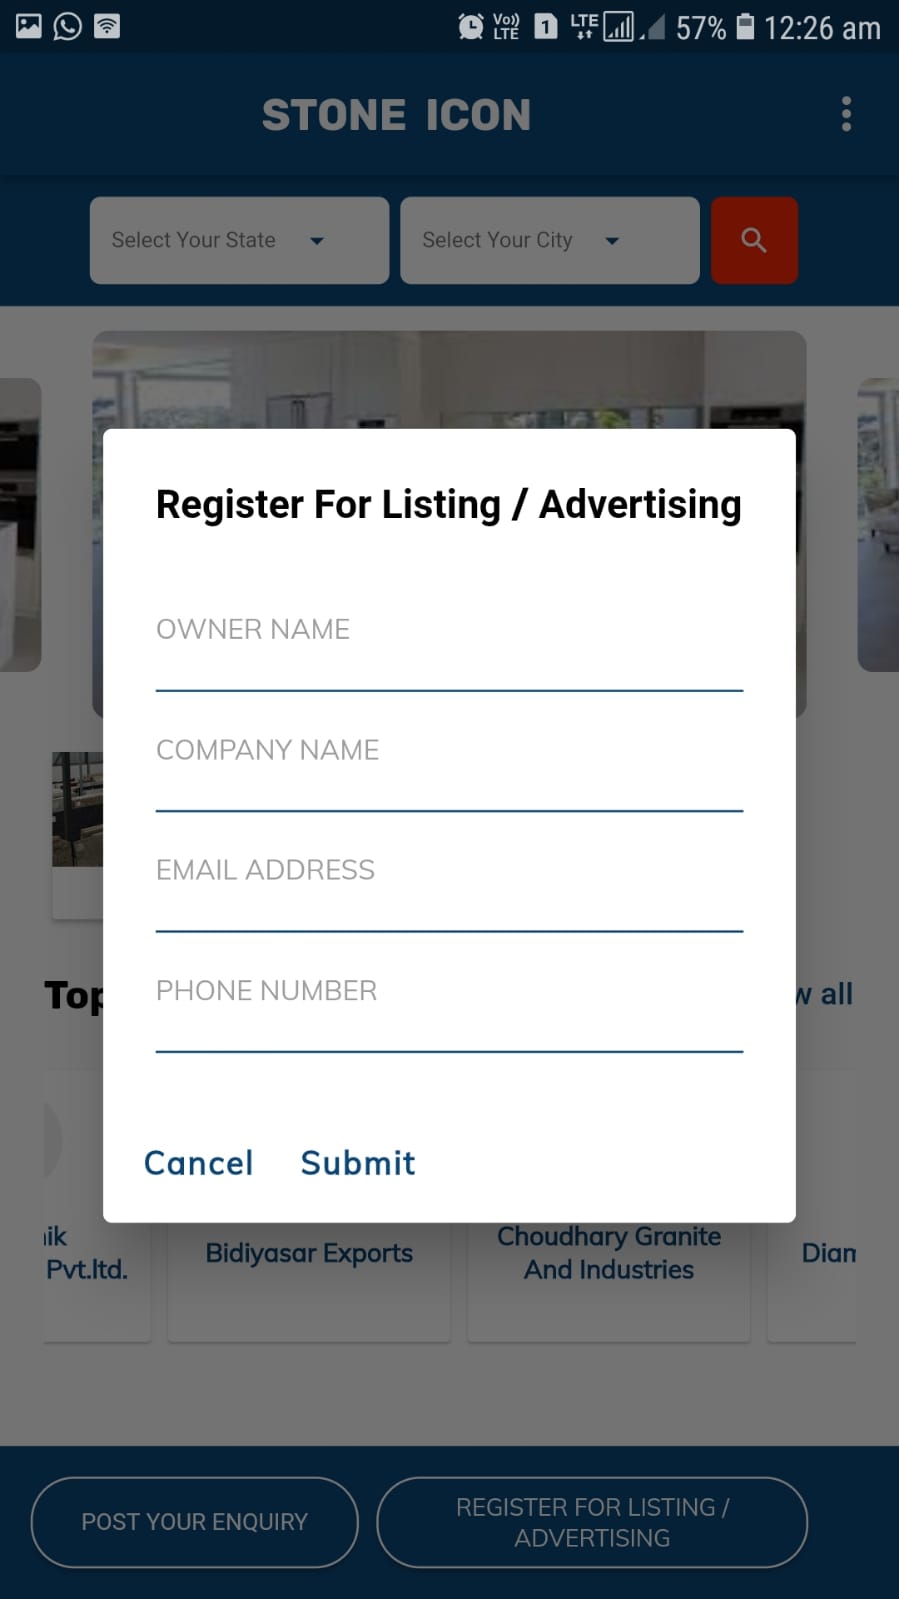 Vo))
LTE
1
LTE
57%
12:26 am
STONE ICON
Select Your State
Select Your City
Register For Listing / Advertising
OWNER NAME
COMPANY NAME
EMAIL ADDRESS
PHONE NUMBER
Top
w all
Cancel
Submit
ik
Pvt.ltd.
Bidiyasar Exports
Choudhary Granite
And Industries
Diam
POST YOUR ENQUIRY
REGISTER FOR LISTING /
ADVERTISING